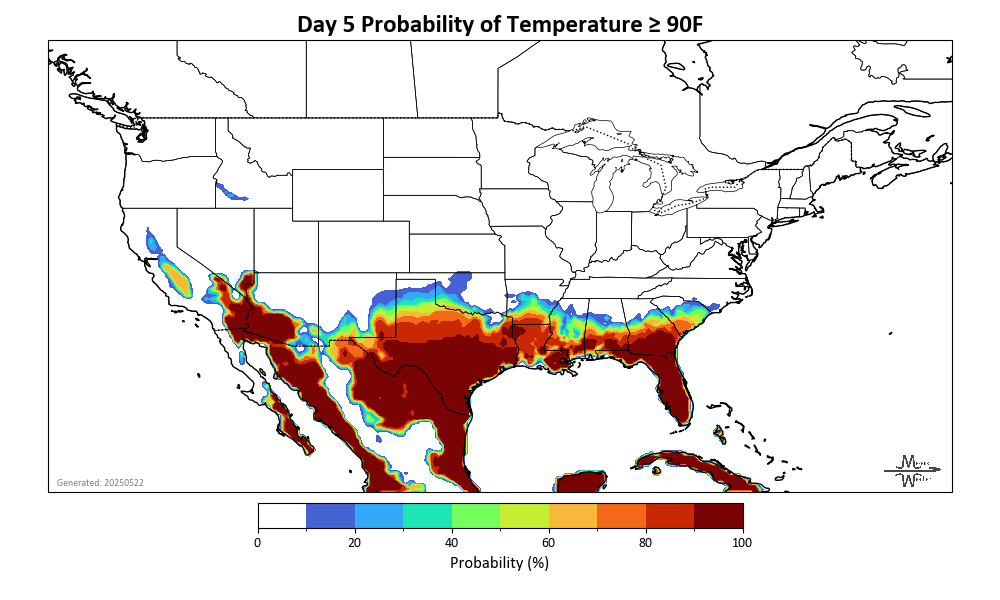 Day 5 Probability of Temperature ≥ 90F
Generated: 20250522
0 20 40 60 80 100
Probability (%)